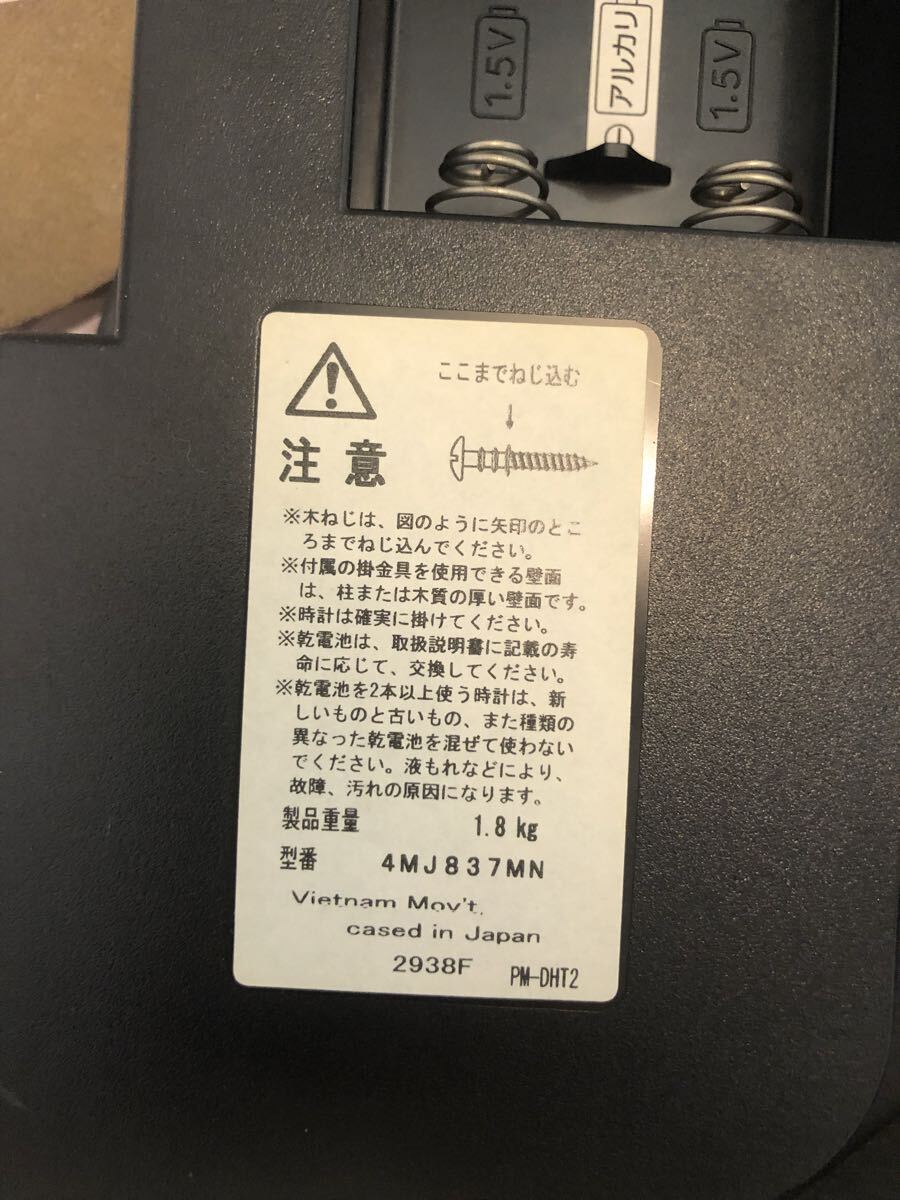 1.5V
⊖ アルカリ
1.5V
ここまでねじ込む
注意
※木ねじは、図のように矢印のとこ
ろまでねじ込んでください。
※付属の掛金具を使用できる壁面
は、柱または木質の厚い壁面です。
※時計は確実に掛けてください。
※乾電池は、取扱説明書に記載の寿
命に応じて、交換してください。
※乾電池を2本以上使う時計は、新
しいものと古いもの、また種類の
異なった乾電池を混ぜて使わない
でください。液もれなどにより、
故障、汚れの原因になります。
製品重量 1.8 kg
型番 4MJ837MN
Vietnam Mov't.
cased in Japan
2938F PM-DHT2